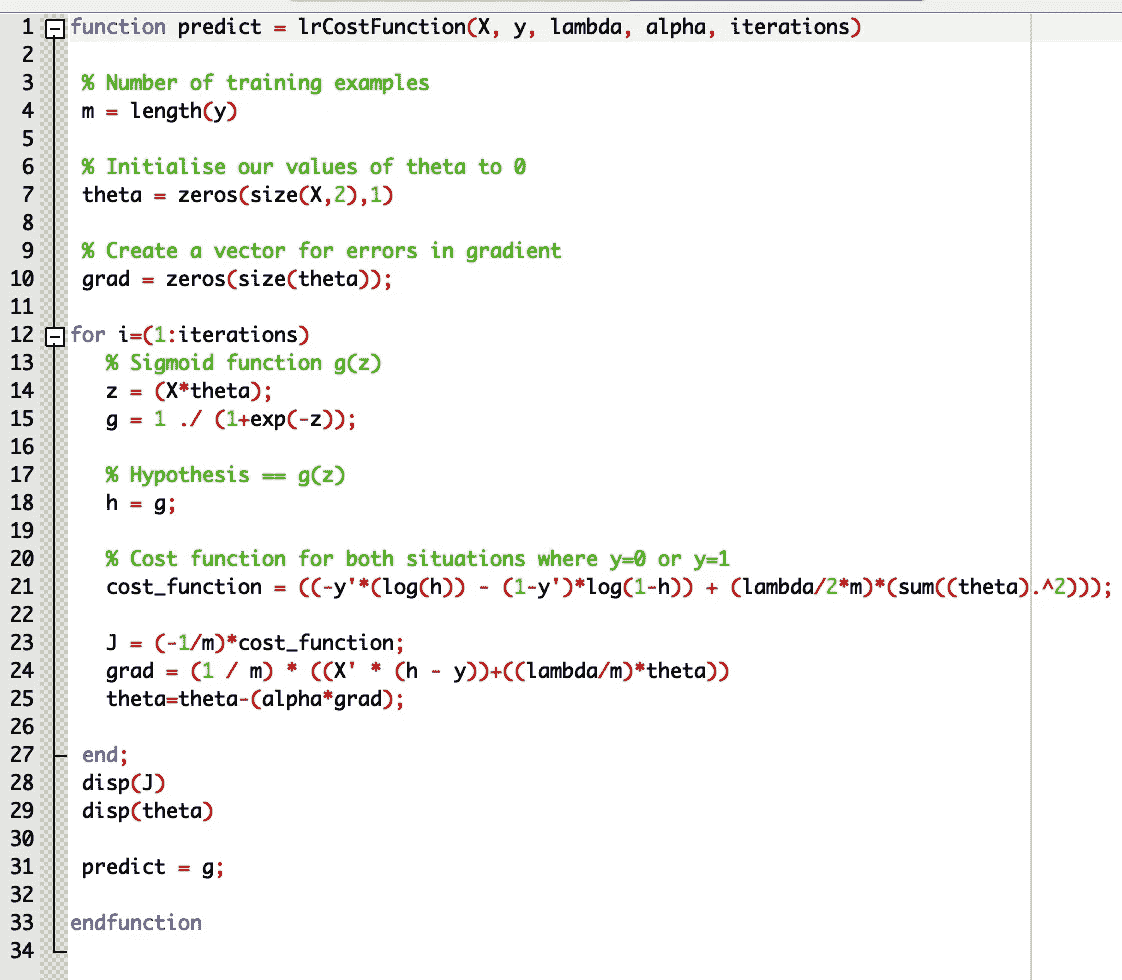 1 function predict = lrCostFunction(X, y, lambda, alpha, iterations)
2
3 % Number of training examples
4 m = length(y)
5
6 % Initialise our values of theta to 0
7 theta = zeros(size(X,2),1)
8
9 % Create a vector for errors in gradient
10 grad = zeros(size(theta));
11
12 for i=(1:iterations)
13 % Sigmoid function g(z)
14 z = (X*theta);
15 g = 1 ./ (1+exp(-z));
16
17 % Hypothesis == g(z)
18 h = g;
19
20 % Cost function for both situations where y=0 or y=1
21 cost_function = ((-y'*(log(h)) - (1-y')*log(1-h)) + (lambda/2*m)*(sum((theta).^2)));
22
23 J = (-1/m)*cost_function;
24 grad = (1 / m) * ((X' * (h - y))+((lambda/m)*theta))
25 theta=theta-(alpha*grad);
26
27 end;
28 disp(J)
29 disp(theta)
30
31 predict = g;
32
33 endfunction
34